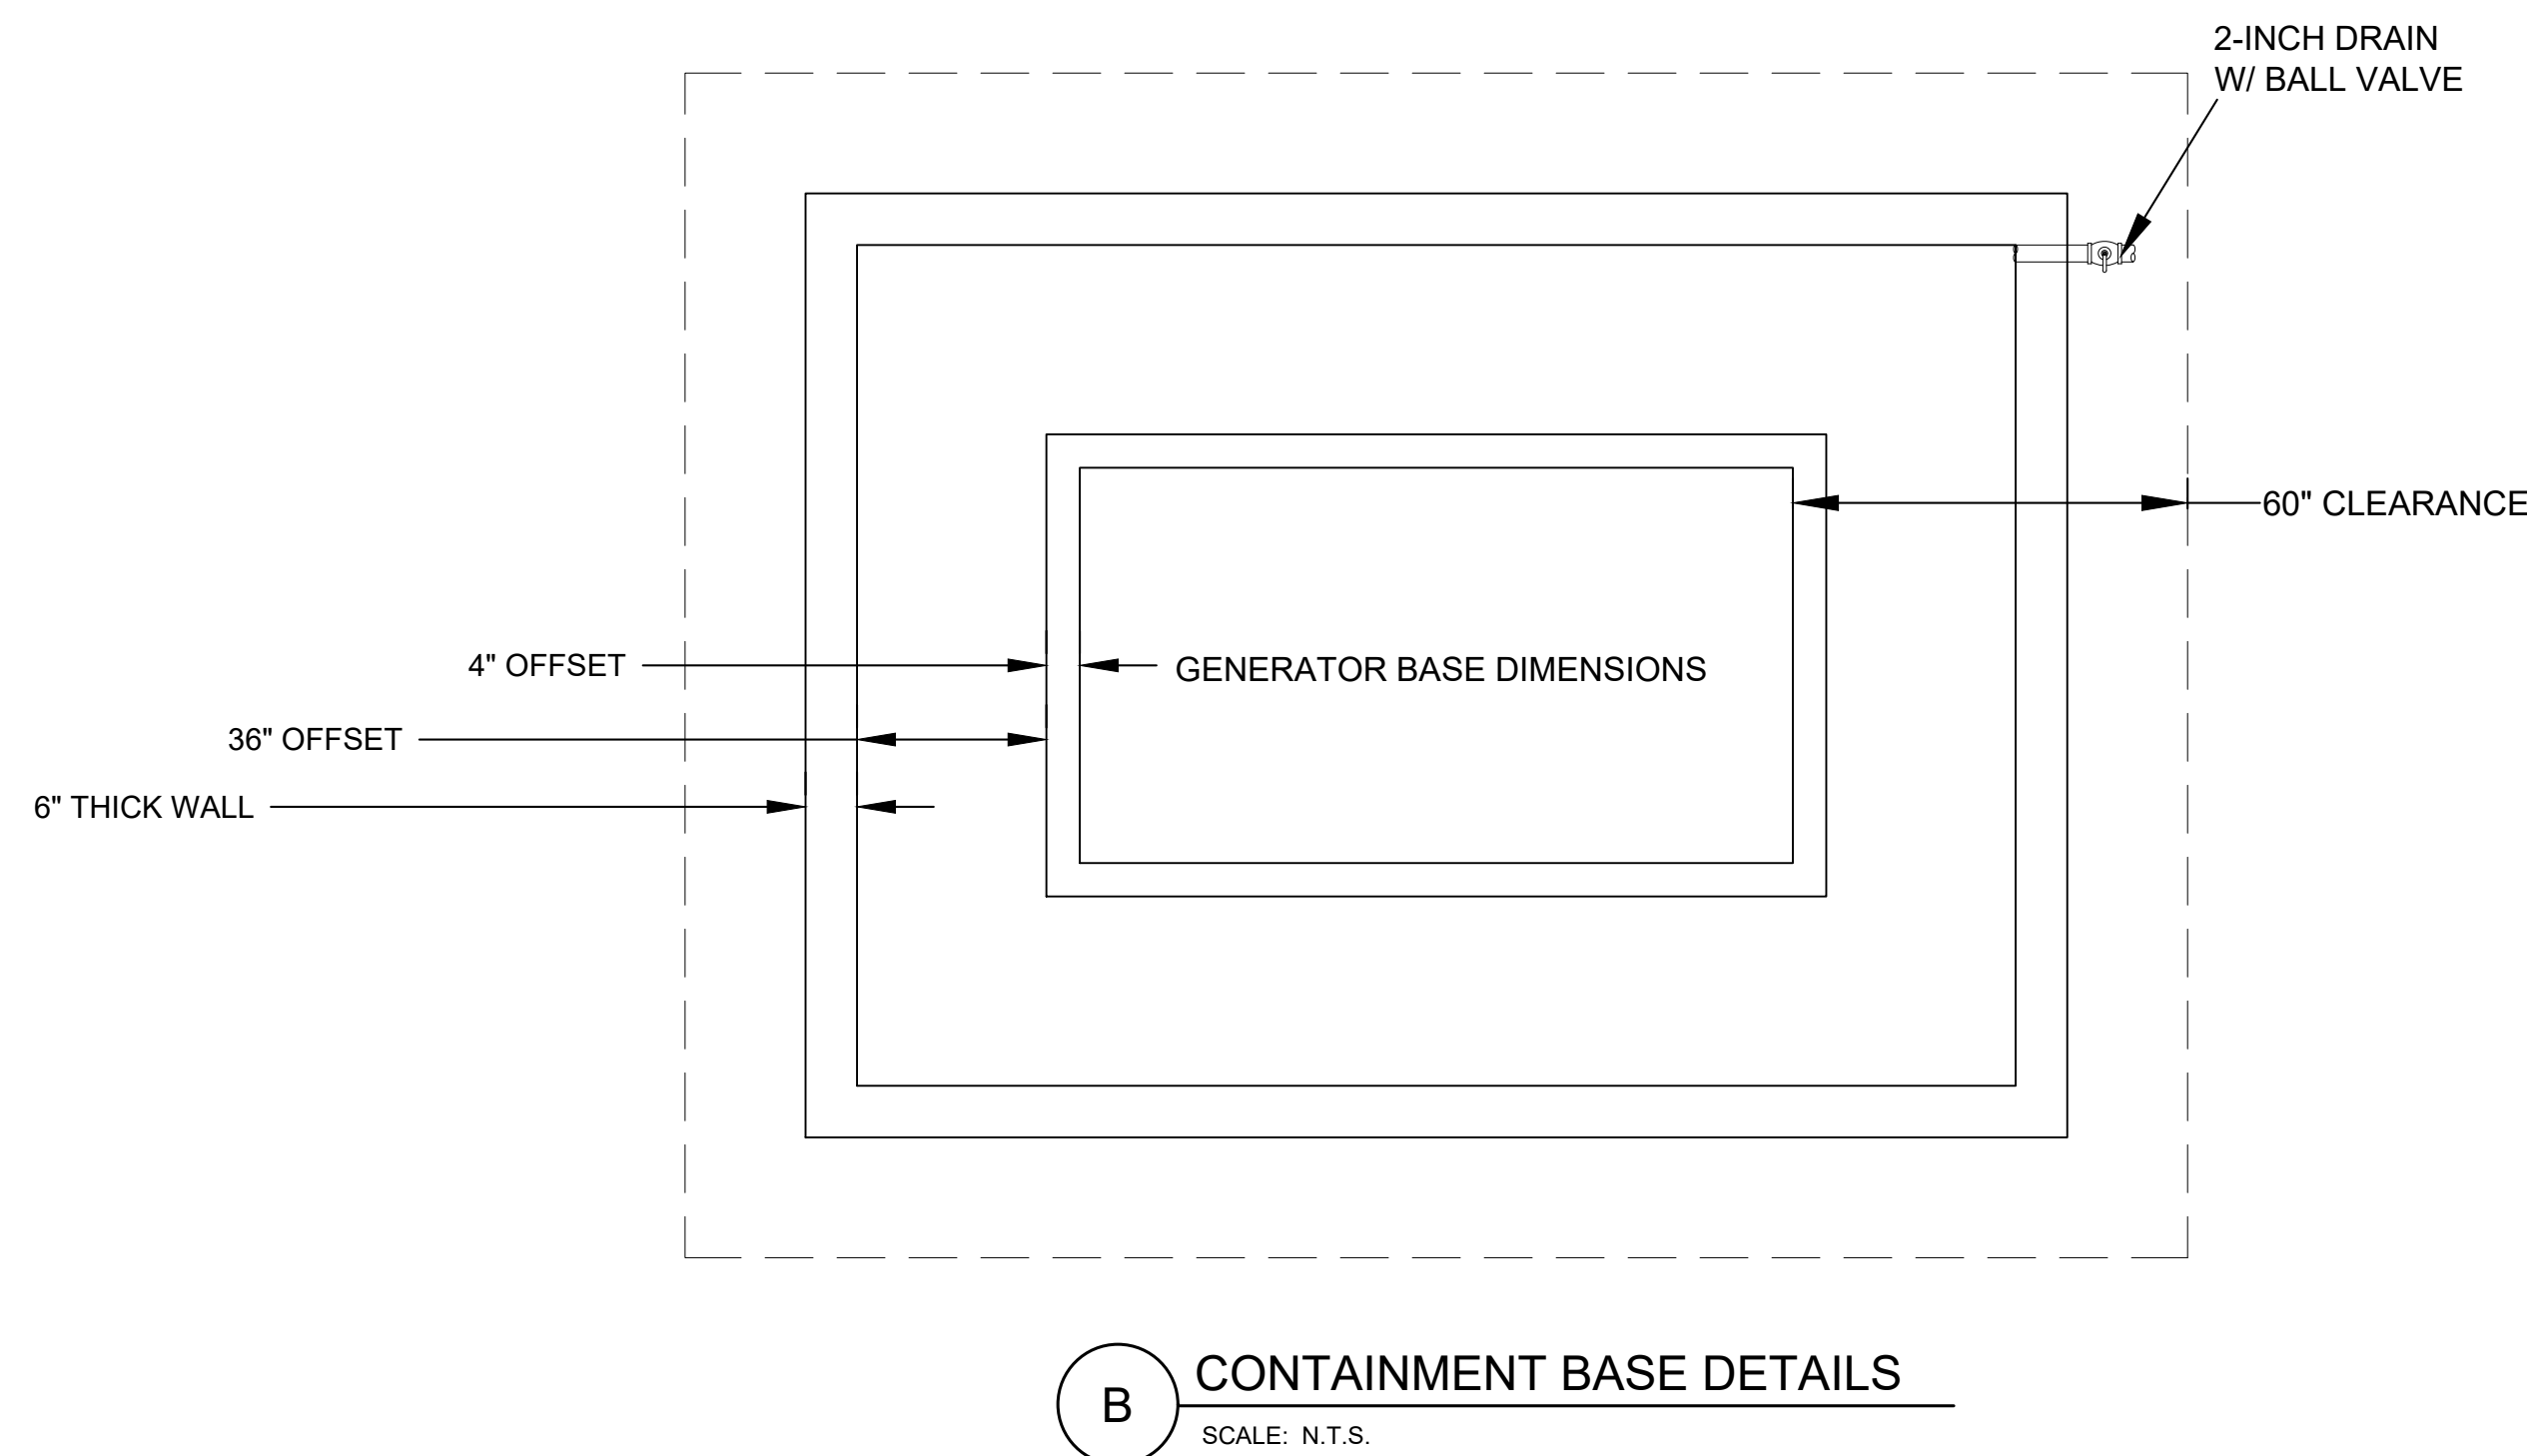 2-INCH DRAIN
W/ BALL VALVE
60" CLEARANCE
4" OFFSET
GENERATOR BASE DIMENSIONS
36" OFFSET
6" THICK WALL
B
CONTAINMENT BASE DETAILS
SCALE: N.T.S.